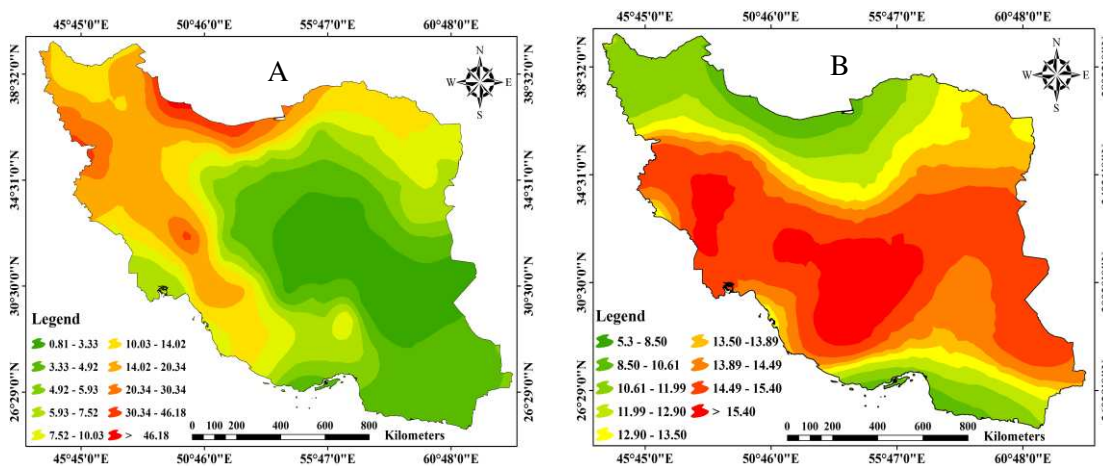 45°45'0"E 50°46'0"E 55°47'0"E 60°48'0"E
A
N
W E
S
38°32'0"N
34°31'0"N
30°30'0"N
26°29'0"N
Legend
0.81 - 3.33
3.33 - 4.92
4.92 - 5.93
5.93 - 7.52
7.52 - 10.03
10.03 - 14.02
14.02 - 20.34
20.34 - 30.34
30.34 - 46.18
> 46.18
0 200 400 600 800
Kilometers
45°45'0"E 50°46'0"E 55°47'0"E 60°48'0"E
45°45'0"E 50°46'0"E 55°47'0"E 60°48'0"E
B
N
W E
S
38°32'0"N
34°31'0"N
30°30'0"N
26°29'0"N
Legend
5.3 - 8.50
8.50 - 10.61
10.61 - 11.99
11.99 - 12.90
12.90 - 13.50
13.50 -13.89
13.89 - 14.49
14.49 - 15.40
> 15.40
0 200 400 600 800
Kilometers
45°45'0"E 50°46'0"E 55°47'0"E 60°48'0"E